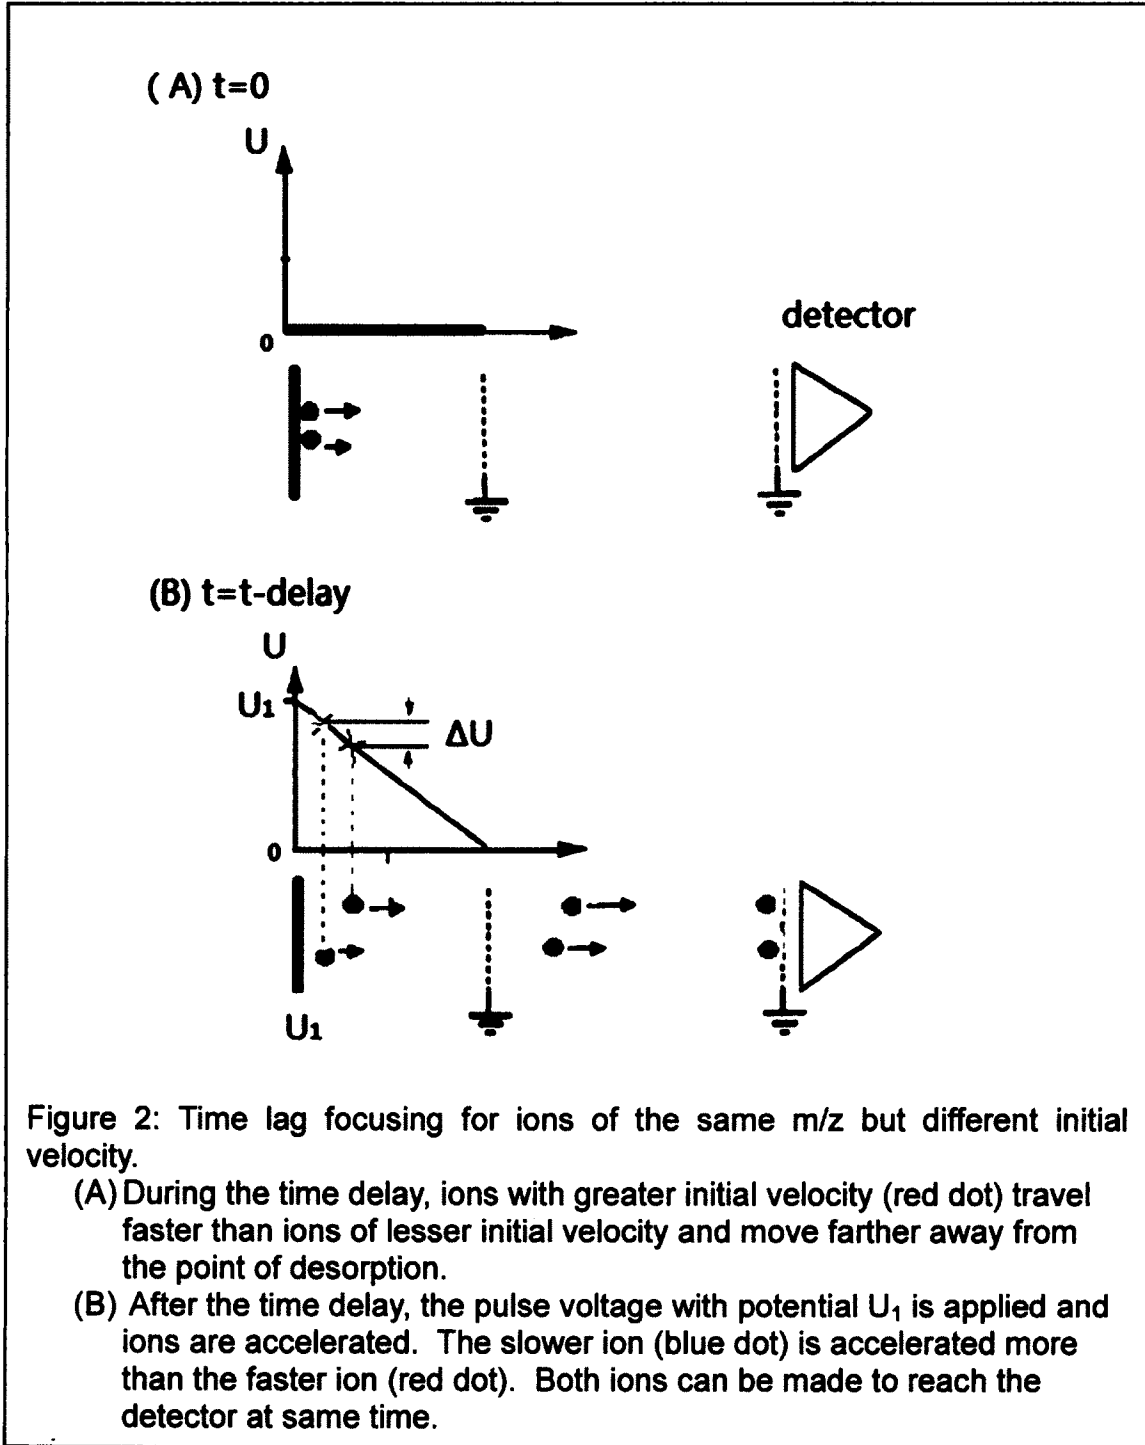 ( A) t=0
U
0
detector
(B) t=t-delay
U
U₁
ΔU
0
U₁
Figure 2: Time lag focusing for ions of the same m/z but different initial
velocity.
(A) During the time delay, ions with greater initial velocity (red dot) travel
faster than ions of lesser initial velocity and move farther away from
the point of desorption.
(B) After the time delay, the pulse voltage with potential U₁ is applied and
ions are accelerated. The slower ion (blue dot) is accelerated more
than the faster ion (red dot). Both ions can be made to reach the
detector at same time.